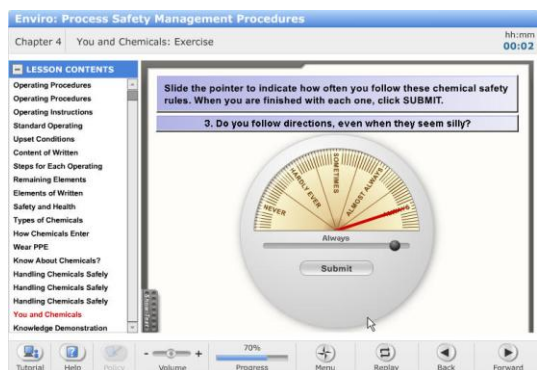 Enviro: Process Safety Management Procedures
Chapter 4 You and Chemicals: Exercise
hh:mm
00:02
LESSON CONTENTS
Operating Procedures
Operating Procedures
Operating Instructions
Standard Operating
Upset Conditions
Content of Written
Steps for Each Operating
Remaining Elements
Elements of Written
Safety and Health
Types of Chemicals
How Chemicals Enter
Wear PPE
Know About Chemicals?
Handling Chemicals Safely
Handling Chemicals Safely
Handling Chemicals Safely
You and Chemicals
Knowledge Demonstration
Slide the pointer to indicate how often you follow these chemical safety
rules. When you are finished with each one, click SUBMIT.
3. Do you follow directions, even when they seem silly?
NEVER
HARDLY EVER
SOMETIMES
ALMOST ALWAYS
ALWAYS
Always
Submit
70%
Tutorial
Help
Policy
- Volume +
Progress
Menu
Replay
Back
Forward